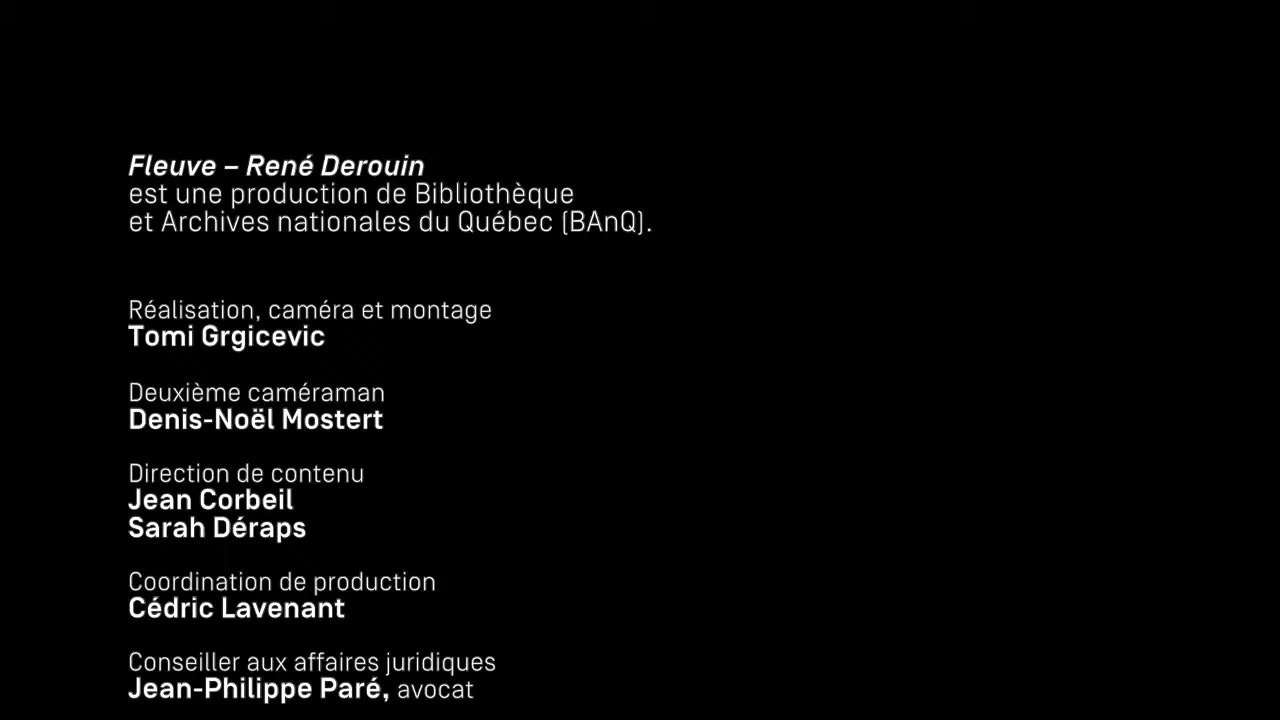 Fleuve – René Derouin
est une production de Bibliothèque
et Archives nationales du Québec (BAnQ).
Réalisation, caméra et montage
Tomi Grgicevic
Deuxième caméraman
Denis-Noël Mostert
Direction de contenu
Jean Corbeil
Sarah Déraps
Coordination de production
Cédric Lavenant
Conseiller aux affaires juridiques
Jean-Philippe Paré, avocat